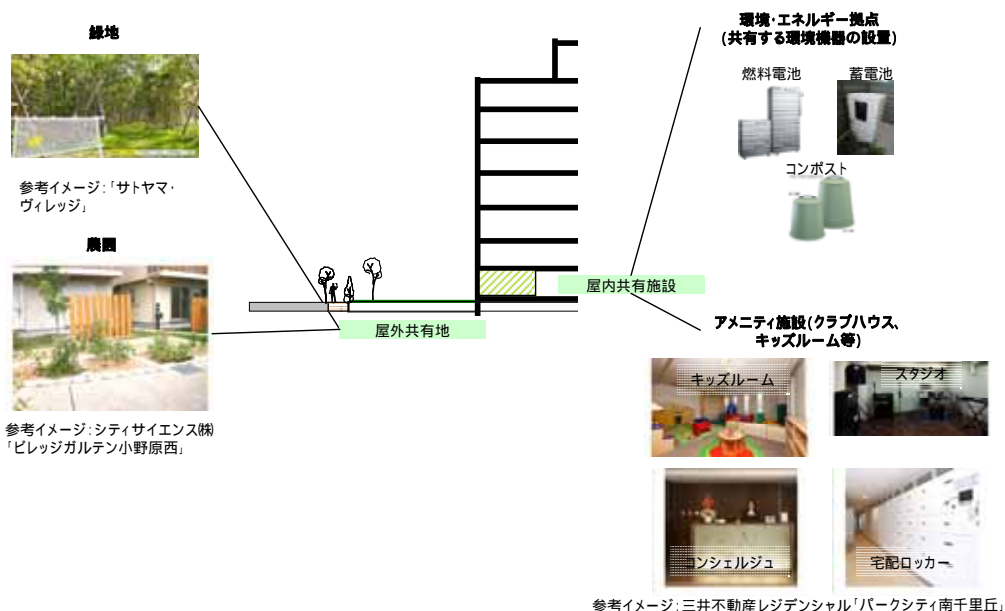 緑地
参考イメージ:「サトヤマ・
ヴィレッジ」
農園
参考イメージ:シティサイエンス㈱
「ビレッジガルテン小野原西」
屋外共有地
環境・エネルギー拠点
(共有する環境機器の設置)
燃料電池
蓄電池
コンポスト
屋内共有施設
アメニティ施設(クラブハウス、
キッズルーム等)
キッズルーム
スタジオ
コンシェルジュ
宅配ロッカー
参考イメージ:三井不動産レジデンシャル「パークシティ南千里丘」